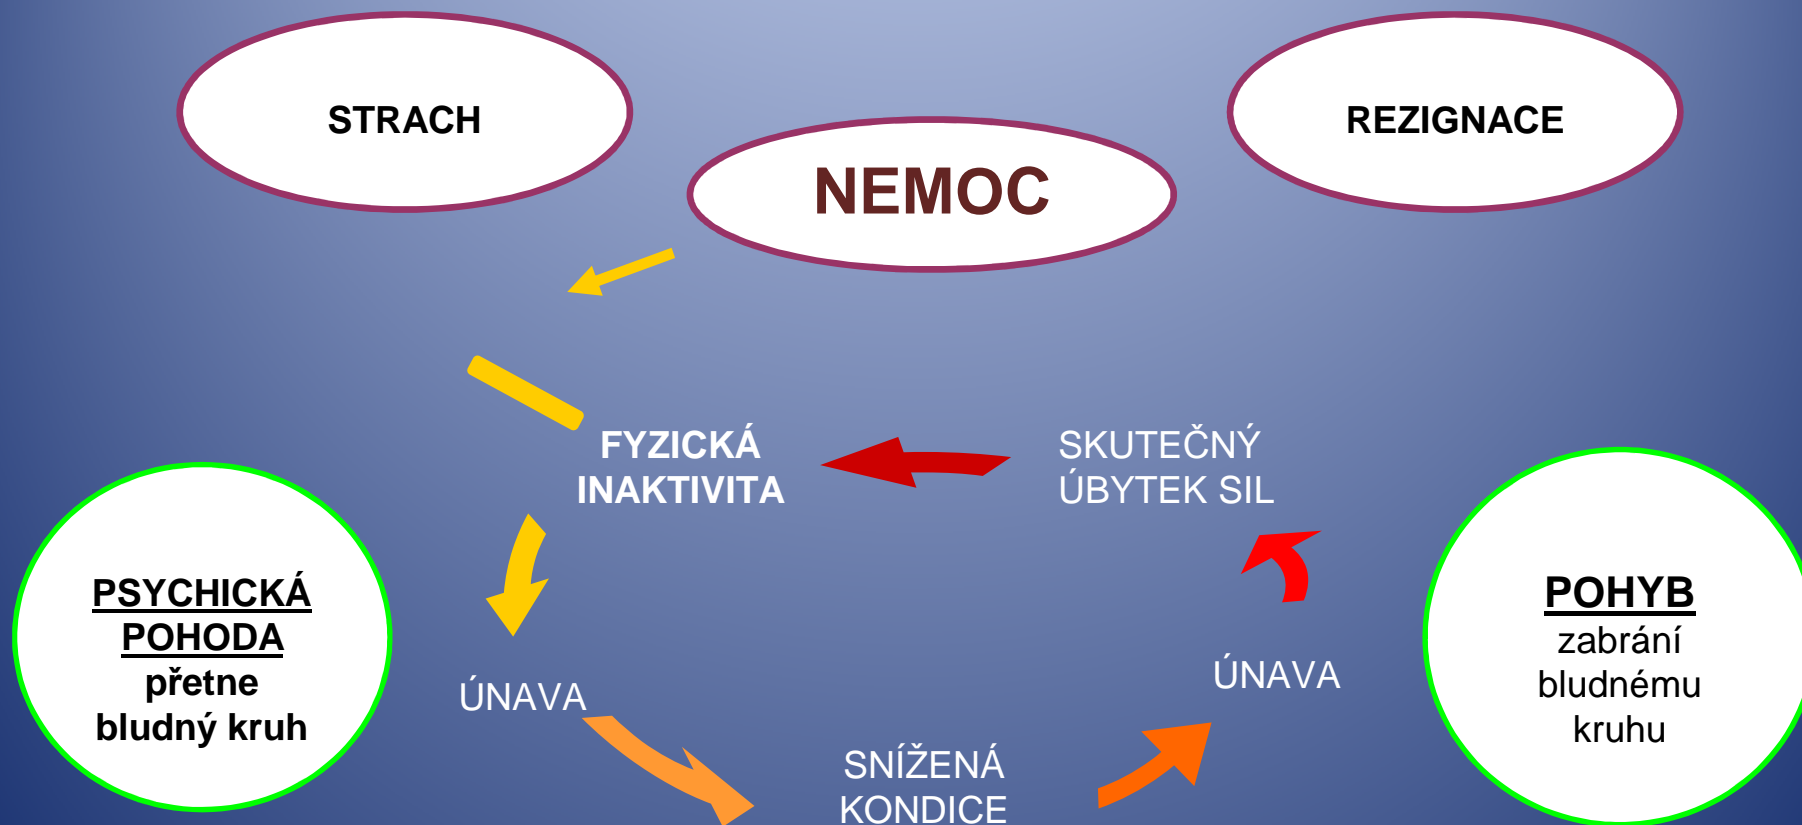 STRACH
REZIGNACE
NEMOC
FYZICKÁ
INAKTIVITA
SKUTEČNÝ
ÚBYTEK SIL
PSYCHICKÁ
POHODA
přetne
bludný kruh
POHYB
zabrání
bludnému
kruhu
ÚNAVA
ÚNAVA
SNÍŽENÁ
KONDICE